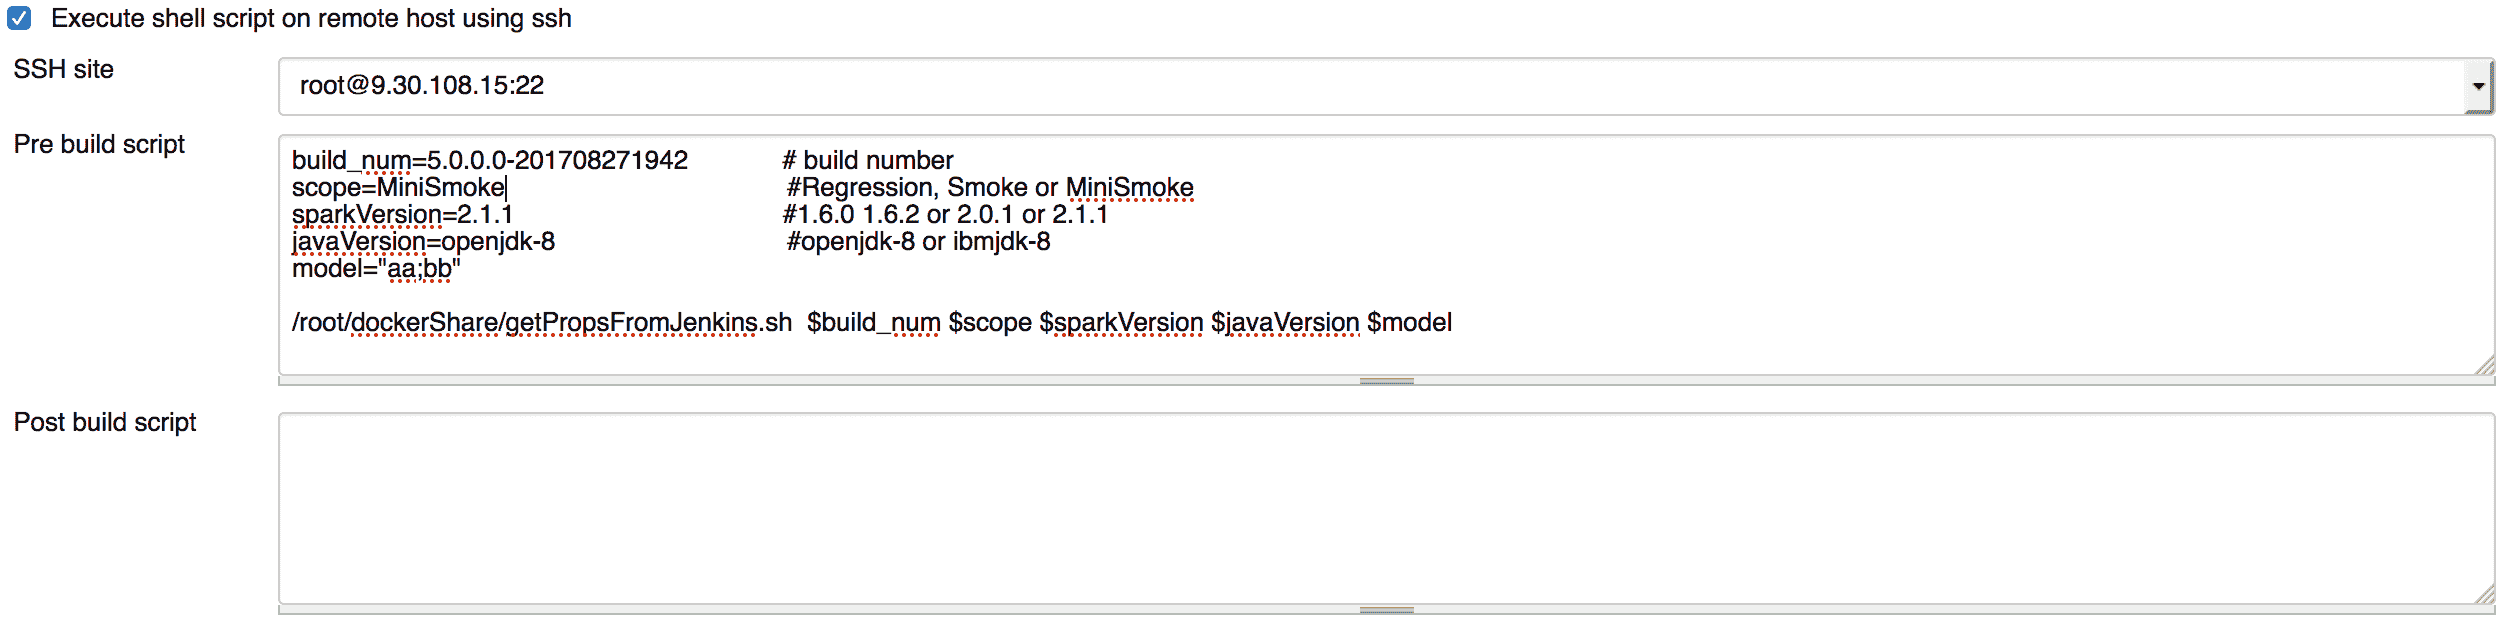 Execute shell script on remote host using ssh
SSH site
root@9.30.108.15:22
Pre build script
build_num=5.0.0.0-201708271942 # build number
scope=MiniSmoke #Regression, Smoke or MiniSmoke
sparkVersion=2.1.1 #1.6.0 1.6.2 or 2.0.1 or 2.1.1
javaVersion=openjdk-8 #openjdk-8 or ibmjdk-8
model="aa;bb"
/root/dockerShare/getPropsFromJenkins.sh $build_num $scope $sparkVersion $javaVersion $model
Post build script